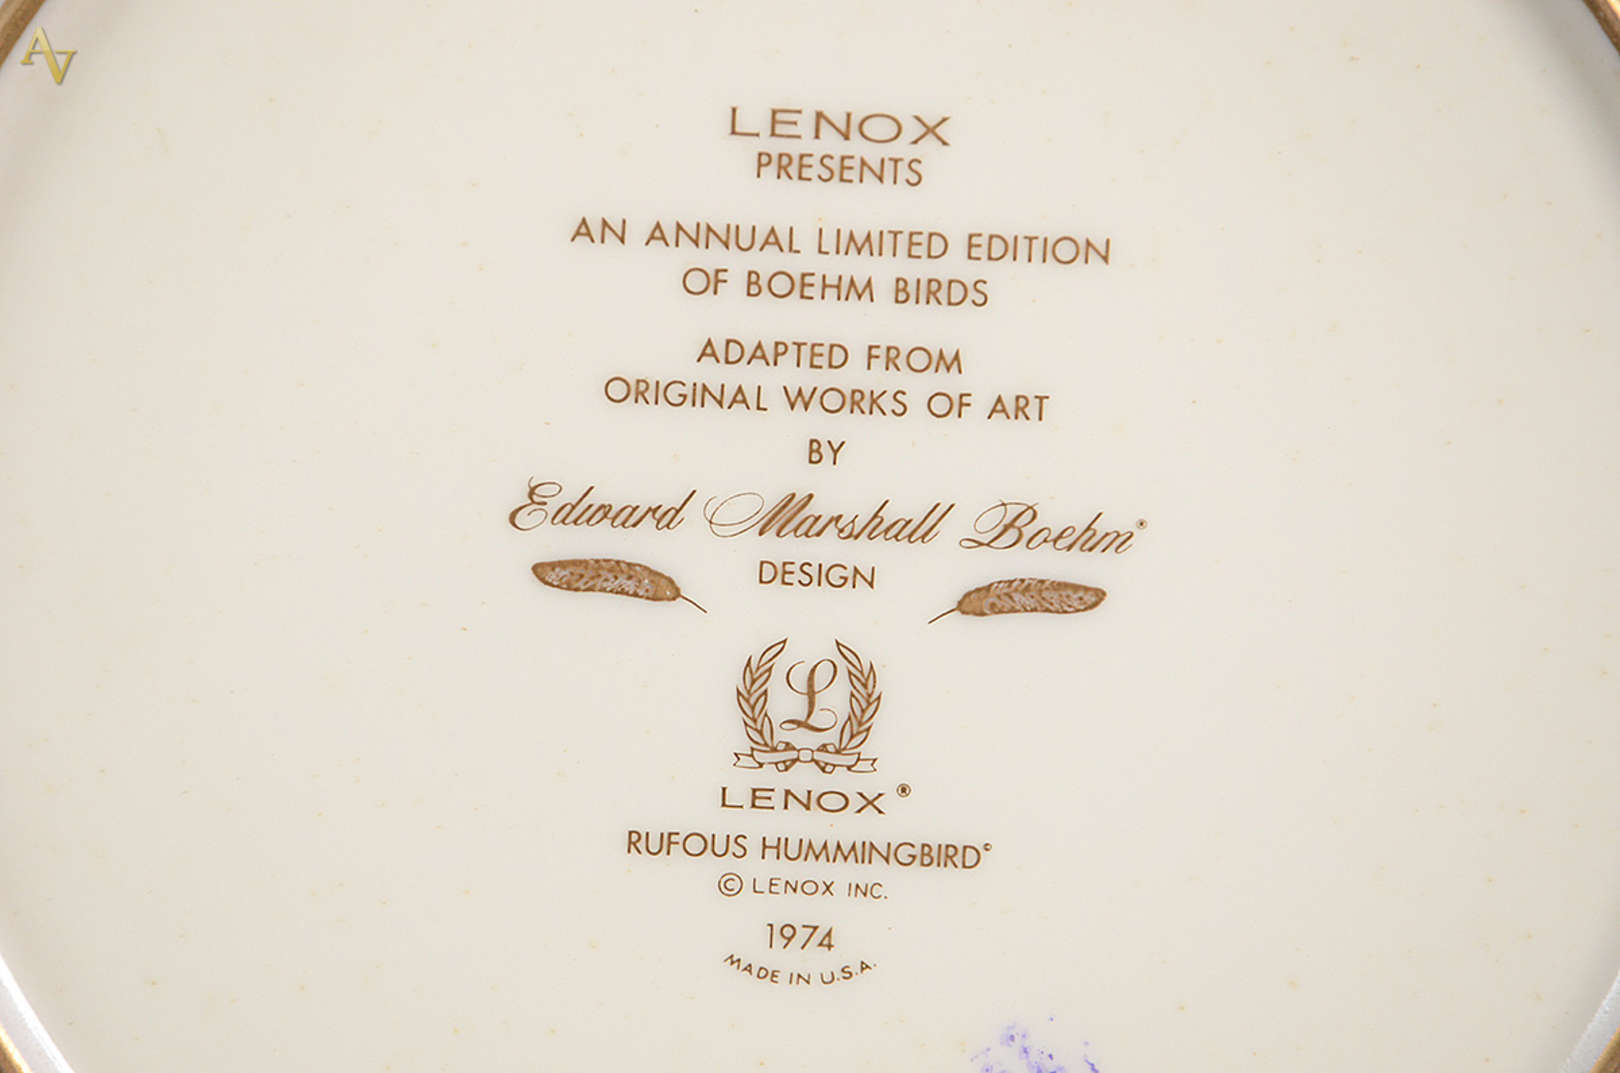 AV
LENOX
PRESENTS
AN ANNUAL LIMITED EDITION
OF BOEHM BIRDS
ADAPTED FROM
ORIGINAL WORKS OF ART
BY
Edward Marshall Boehm®
DESIGN
L
LENOX®
RUFOUS HUMMINGBIRD©
© LENOX INC.
1974
MADE IN U.S.A.